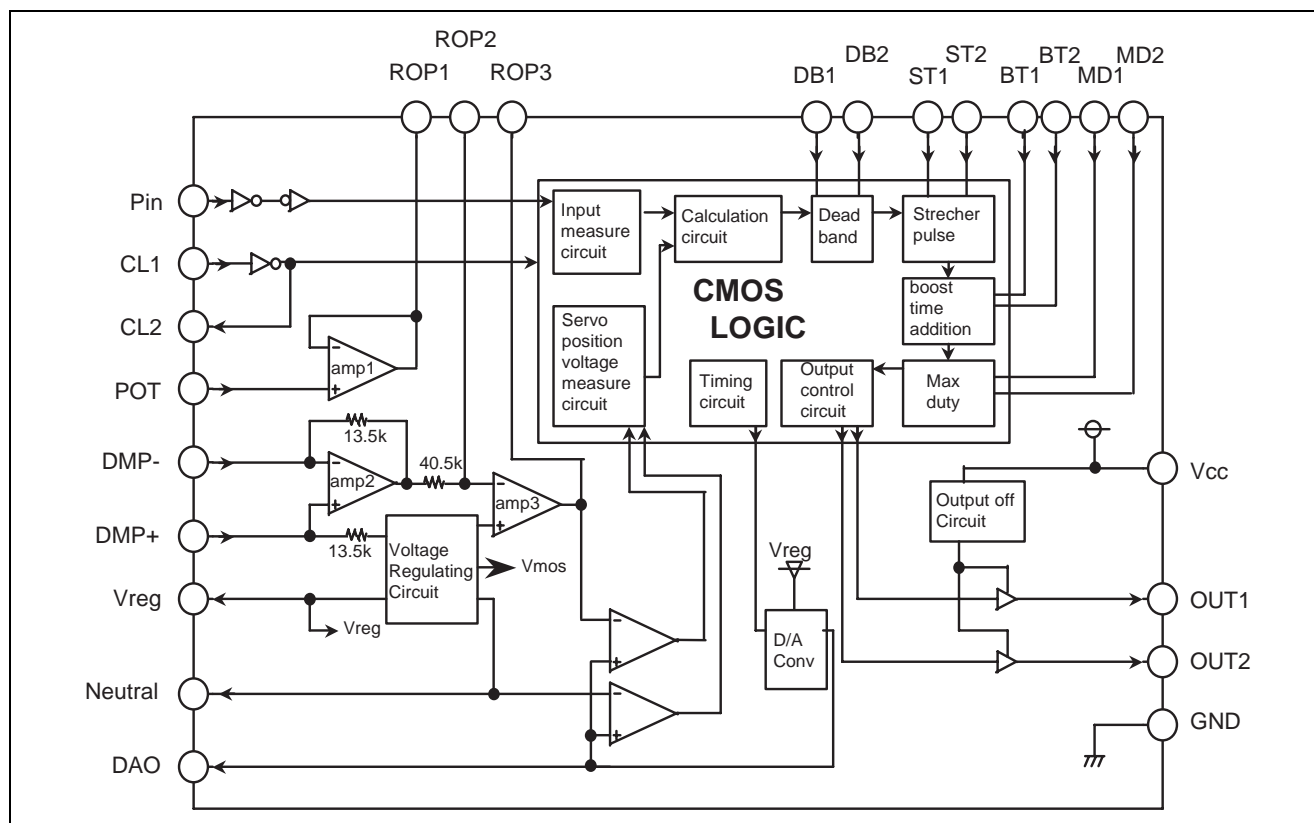 ROP2
ROP1
ROP3
DB2
DB1
ST2
ST1
BT2
BT1
MD2
MD1
Pin
CL1
CL2
POT
DMP-
DMP+
Vreg
Neutral
DAO
Input
measure
circuit
Calculation
circuit
Dead
band
Strecher
pulse
CMOS
LOGIC
boost
time
addition
Servo
position
voltage
measure
circuit
Timing
circuit
Output
control
circuit
Max
duty
-
amp1
+
13.5k
-
amp2
+
40.5k
-
amp3
+
13.5k
Voltage
Regulating
Circuit
Vmos
Vreg
-
+
-
+
Vreg
D/A
Conv
Output off
Circuit
Vcc
OUT1
OUT2
GND